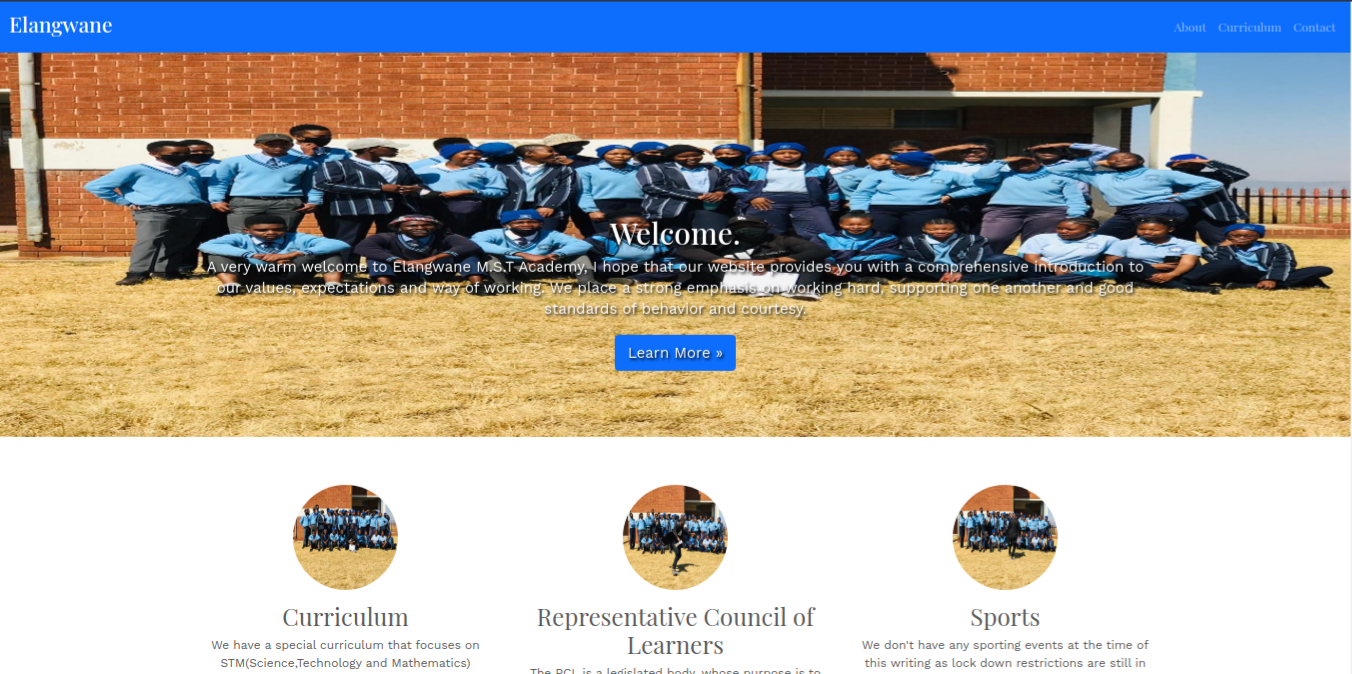 Elangwane
About Curriculum Contact
Welcome.
A very warm welcome to Elangwane M.S.T Academy, I hope that our website provides you with a comprehensive introduction to
our values, expectations and way of working. We place a strong emphasis on working hard, supporting one another and good
standards of behavior and courtesy.
Learn More »
Curriculum
We have a special curriculum that focuses on
STM(Science,Technology and Mathematics)
Representative Council of
Learners
The RCL is a legislated body, whose purpose is to
Sports
We don't have any sporting events at the time of
this writing as lock down restrictions are still in